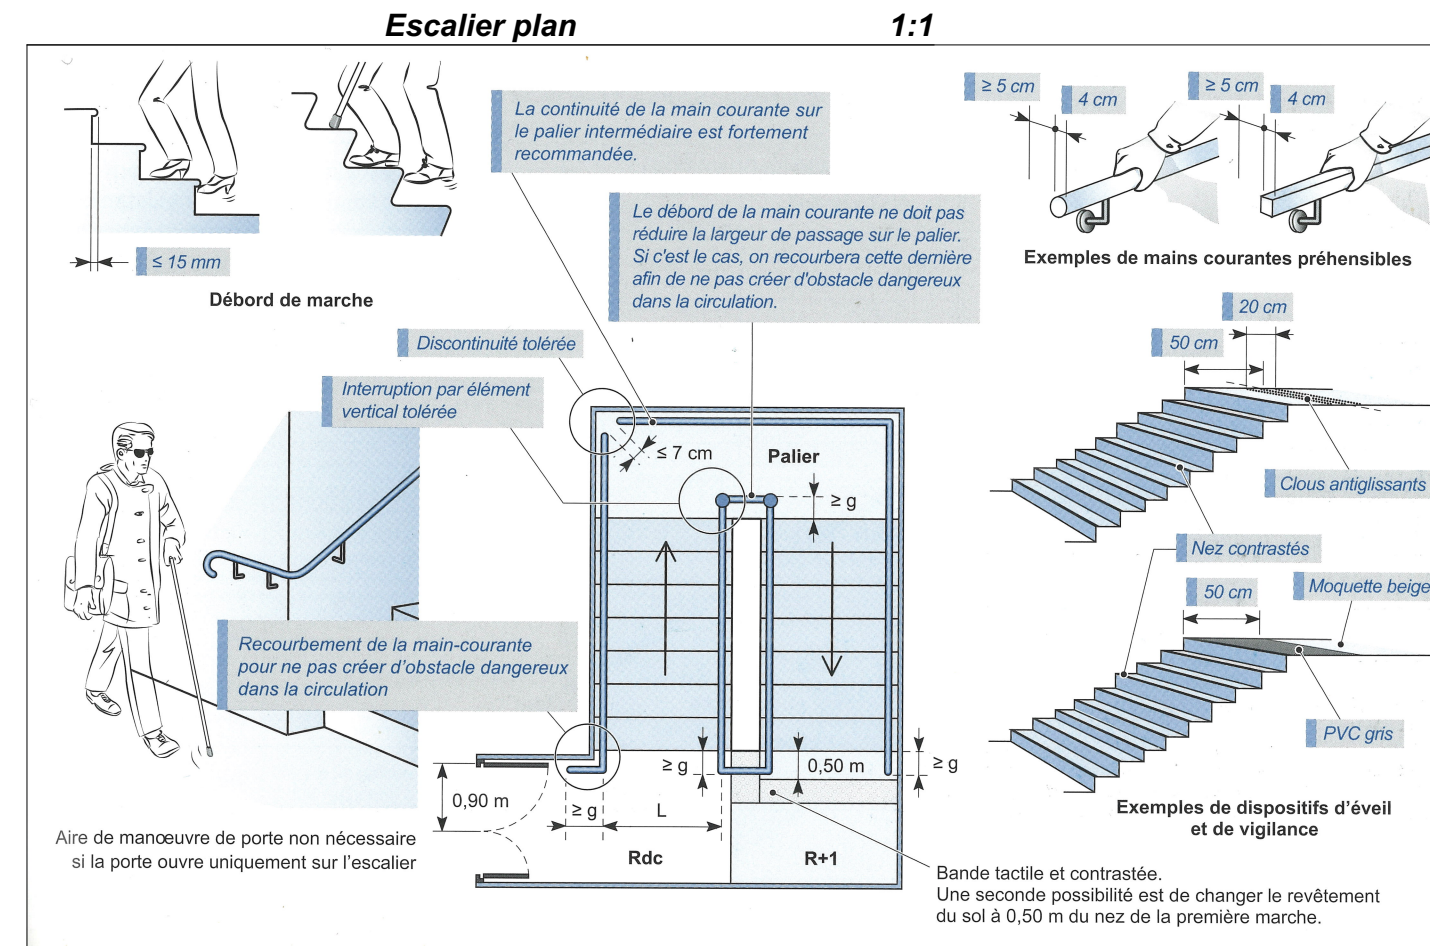 Escalier plan
1:1
≤ 15 mm
Débord de marche
La continuité de la main courante sur
le palier intermédiaire est fortement
recommandée.
Le débord de la main courante ne doit pas
réduire la largeur de passage sur le palier.
Si c'est le cas, on recourbera cette dernière
afin de ne pas créer d'obstacle dangereux
dans la circulation.
≥ 5 cm
4 cm
≥ 5 cm
4 cm
Exemples de mains courantes préhensibles
Discontinuité tolérée
Interruption par élément
vertical tolérée
≤ 7 cm
Palier
≥ g
Recourbement de la main-courante
pour ne pas créer d'obstacle dangereux
dans la circulation
0,90 m
≥ g
L
≥ g
0,50 m
≥ g
Rdc
R+1
Aire de manœuvre de porte non nécessaire
si la porte ouvre uniquement sur l'escalier
20 cm
50 cm
Clous antiglissants
Nez contrastés
50 cm
Moquette beige
PVC gris
Exemples de dispositifs d'éveil
et de vigilance
Bande tactile et contrastée.
Une seconde possibilité est de changer le revêtement
du sol à 0,50 m du nez de la première marche.